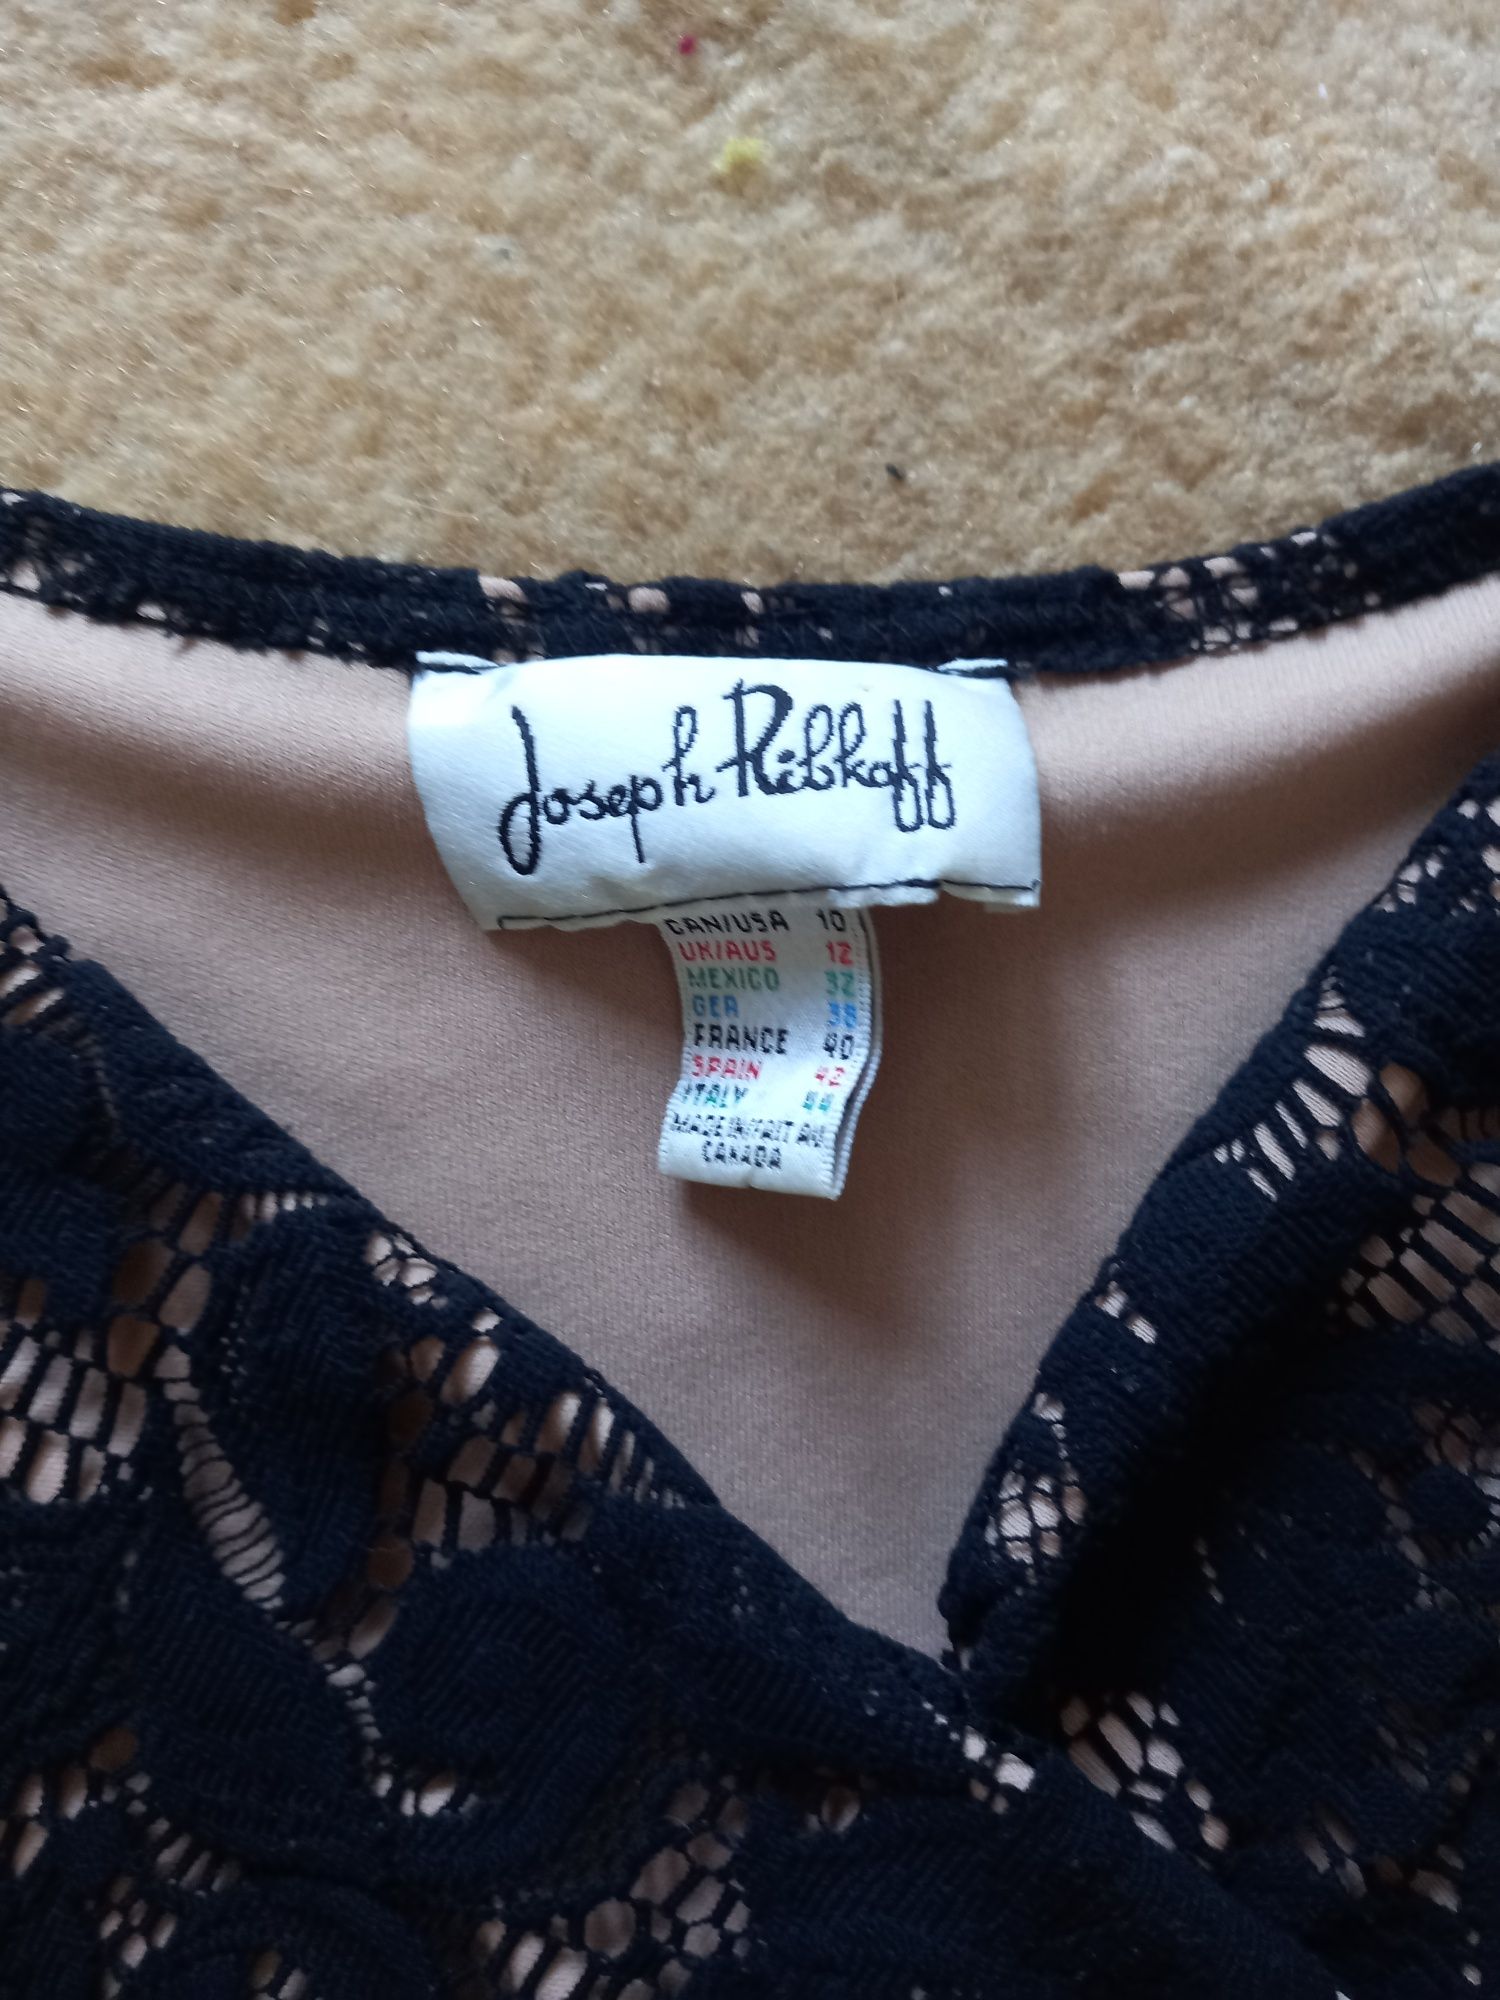 Joseph Ribkoff
CAN/USA 10
UK/AUS 12
MEXICO 32
GER 38
FRANCE 40
SPAIN 42
ITALY 44
MADE IN/FAIT AU
CANADA